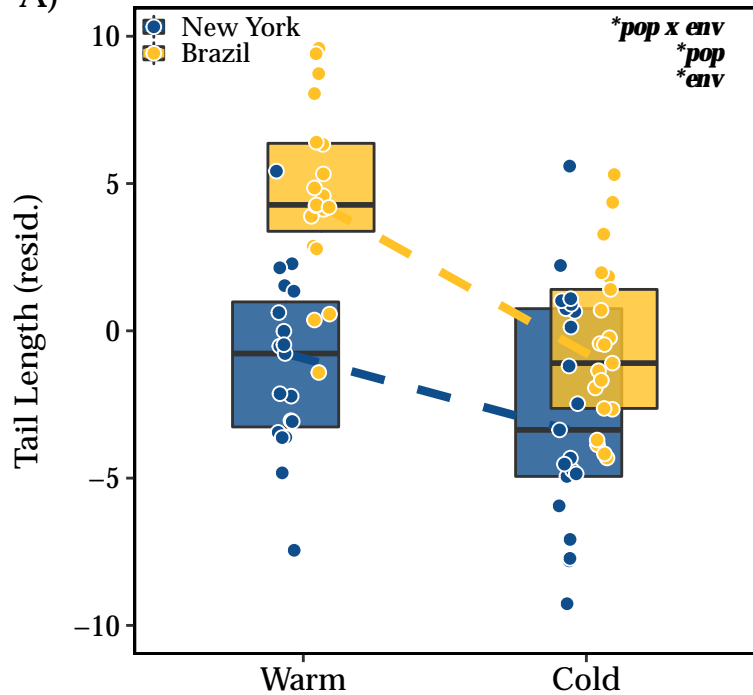 A)
New York
Brazil
*pop x env
*pop
*env
Tail Length (resid.)
10
5
0
−5
−10
Warm
Cold